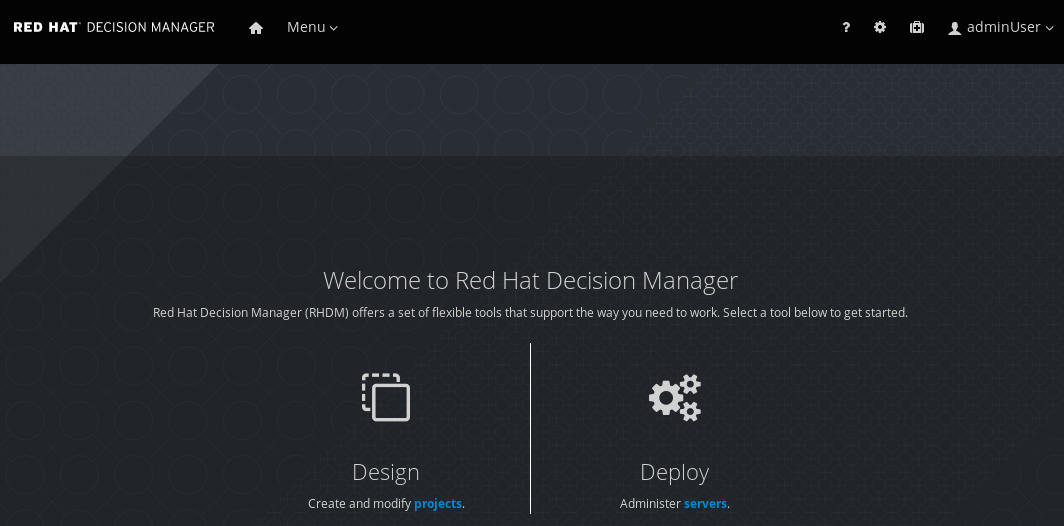 RED HAT DECISION MANAGER Menu ? adminUser
Welcome to Red Hat Decision Manager
Red Hat Decision Manager (RHDM) offers a set of flexible tools that support the way you need to work. Select a tool below to get started.
Design
Create and modify projects.
Deploy
Administer servers.